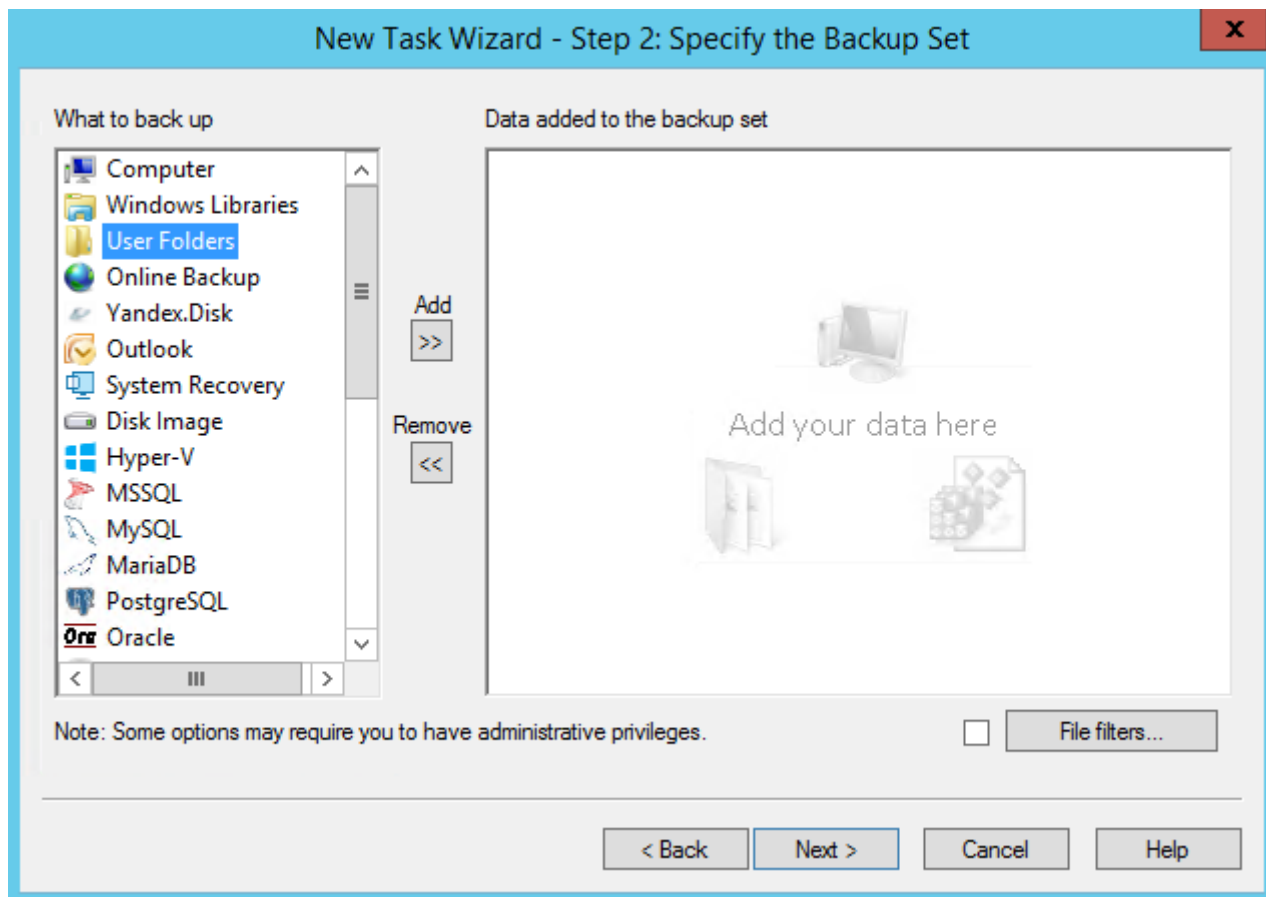 New Task Wizard - Step 2: Specify the Backup Set
x
What to back up
Data added to the backup set
Computer
Windows Libraries
User Folders
Online Backup
Yandex.Disk
Outlook
System Recovery
Disk Image
Hyper-V
MSSQL
MySQL
MariaDB
PostgreSQL
Ora Oracle
Add
>>
Remove
<<
Add your data here
Note: Some options may require you to have administrative privileges.
File filters...
< Back
Next >
Cancel
Help